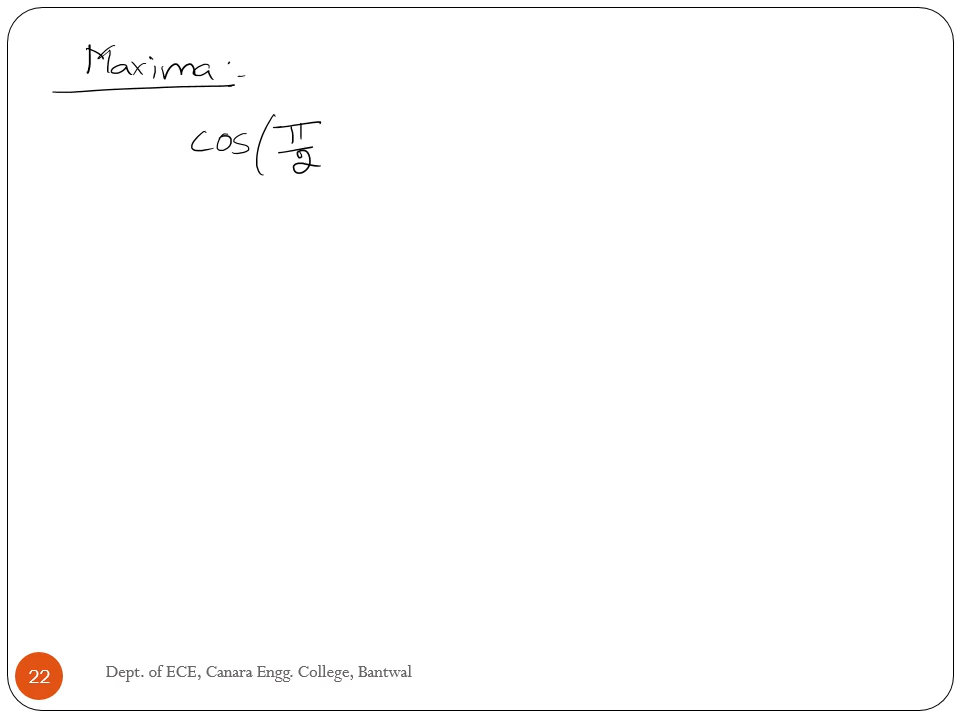 Maxima :-
cos(π/2
22
Dept. of ECE, Canara Engg. College, Bantwal